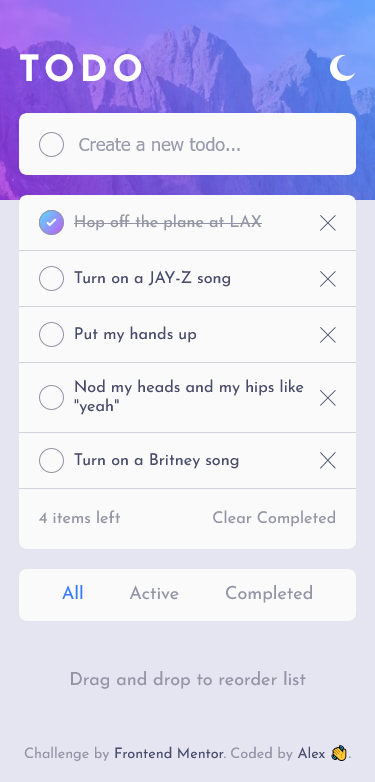 TODO
Create a new todo...
Hop off the plane at LAX
Turn on a JAY-Z song
Put my hands up
Nod my heads and my hips like
"yeah"
Turn on a Britney song
4 items left Clear Completed
All Active Completed
Drag and drop to reorder list
Challenge by Frontend Mentor. Coded by Alex 👏.